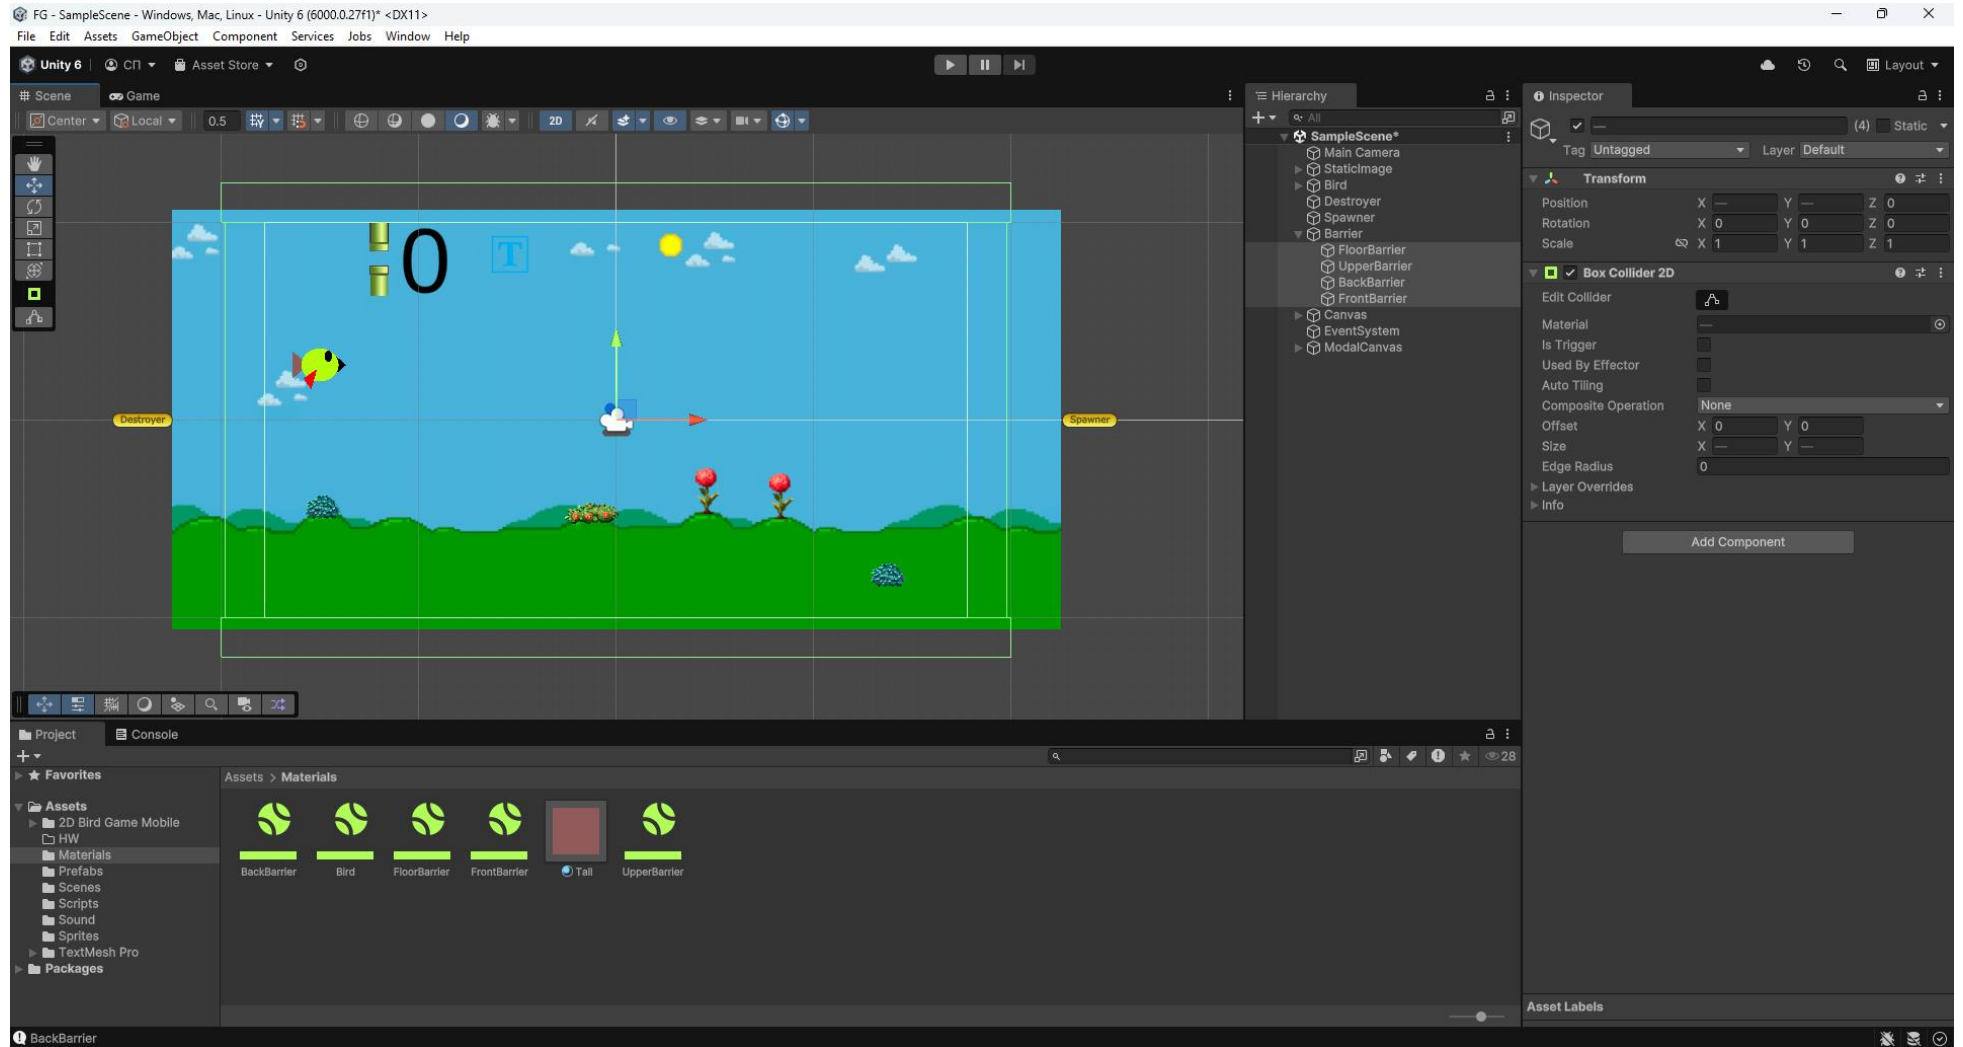 FG - SampleScene - Windows, Mac, Linux - Unity 6 (6000.0.27f1)* <DX11>
File Edit Assets GameObject Component Services Jobs Window Help
Unity 6 СП Asset Store Layout
Scene Game
Center Local 0.5 2D
Destroyer
0
T
Spawner
Hierarchy
All
SampleScene*
Main Camera
StaticImage
Bird
Destroyer
Spawner
Barrier
FloorBarrier
UpperBarrier
BackBarrier
FrontBarrier
Canvas
EventSystem
ModalCanvas
Inspector
— (4) Static
Tag Untagged Layer Default
Transform
Position X — Y — Z 0
Rotation X 0 Y 0 Z 0
Scale X 1 Y 1 Z 1
Box Collider 2D
Edit Collider
Material —
Is Trigger
Used By Effector
Auto Tiling
Composite Operation None
Offset X 0 Y 0
Size X — Y —
Edge Radius 0
Layer Overrides
Info
Add Component
Asset Labels
Project Console
28
Favorites
Assets
2D Bird Game Mobile
HW
Materials
Prefabs
Scenes
Scripts
Sound
Sprites
TextMesh Pro
Packages
Assets > Materials
BackBarrier Bird FloorBarrier FrontBarrier Tail UpperBarrier
BackBarrier